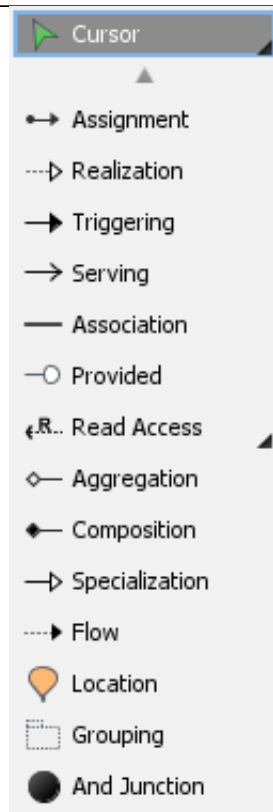 Cursor
Assignment
Realization
Triggering
Serving
Association
Provided
R.. Read Access
Aggregation
Composition
Specialization
Flow
Location
Grouping
And Junction